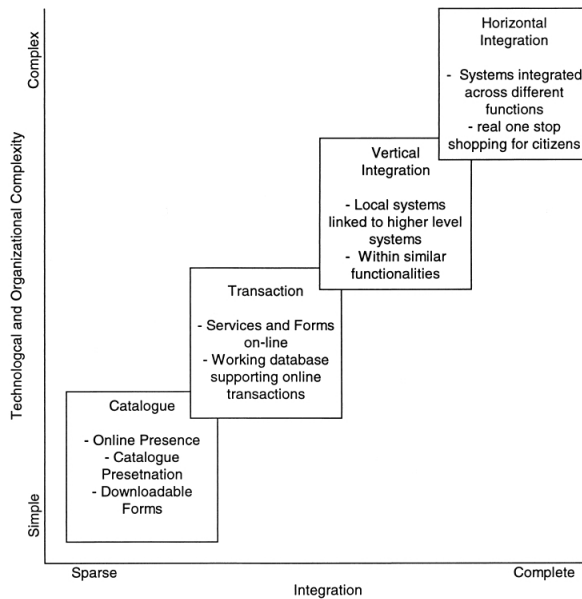 Complex
Technologcal and Organizational Complexity
Simple
Horizontal
Integration
- Systems integrated
across different
functions
- real one stop
shopping for citizens
Vertical
Integration
- Local systems
linked to higher level
systems
- Within similar
functionalities
Transaction
- Services and Forms
on-line
- Working database
supporting online
transactions
Catalogue
- Online Presence
- Catalogue
Presetnation
- Downloadable
Forms
Sparse
Complete
Integration